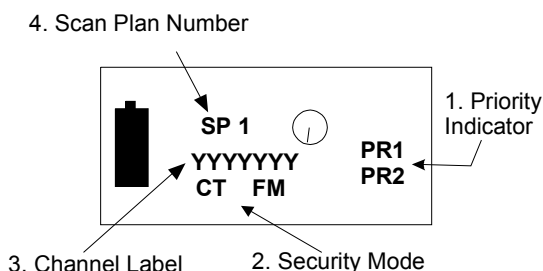 4. Scan Plan Number
1. Priority
Indicator
SP 1
YYYYYYY
CT FM
PR1
PR2
3. Channel Label
2. Security Mode